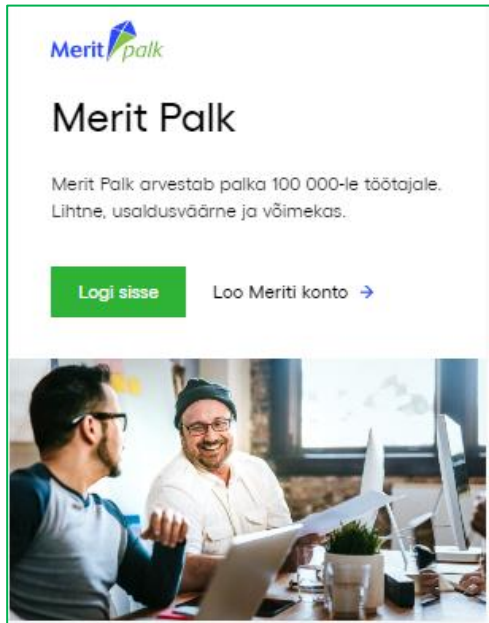 Merit palk
Merit Palk
Merit Palk arvestab palka 100 000-le töötajale.
Lihtne, usaldusväärne ja võimekas.
Logi sisse
Loo Meriti konto →